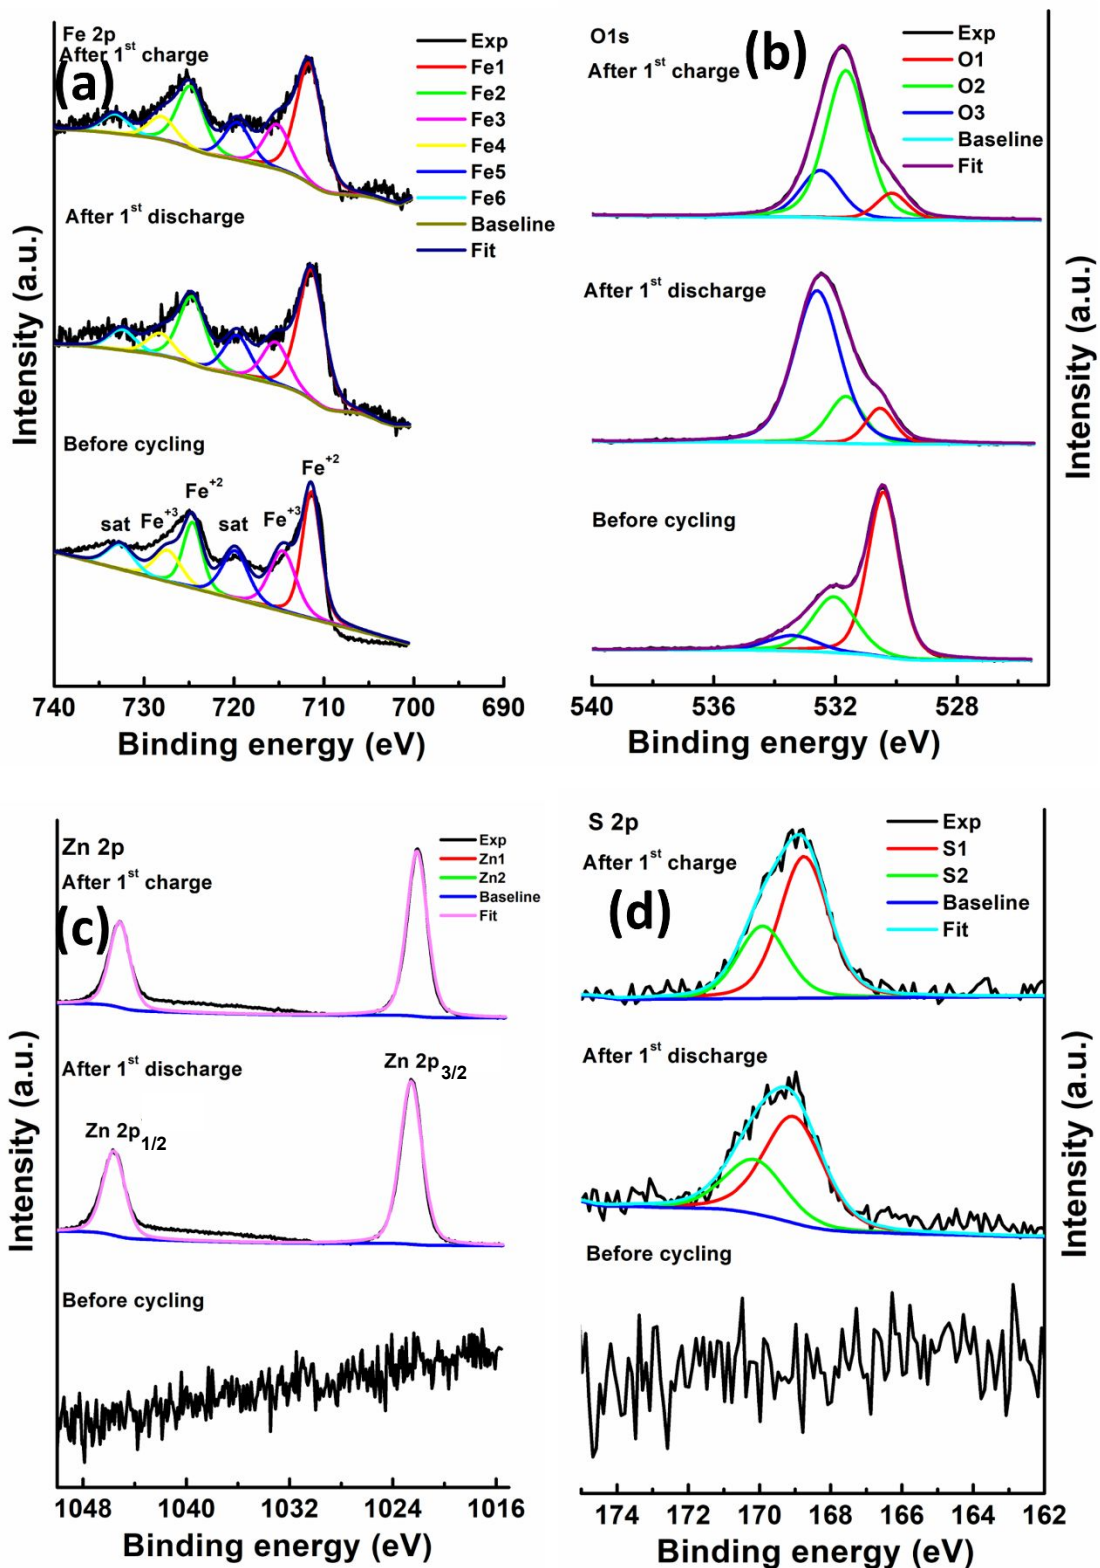 Fe 2p
After 1st charge
(a)
Exp
Fe1
Fe2
Fe3
Fe4
Fe5
Fe6
Baseline
Fit
After 1st discharge
Before cycling
sat
Fe+3
Fe+2
sat
Fe+3
Fe+2
Intensity (a.u.)
740 730 720 710 700 690
Binding energy (eV)
O1s
After 1st charge
(b)
Exp
O1
O2
O3
Baseline
Fit
After 1st discharge
Before cycling
Intensity (a.u.)
540 536 532 528
Binding energy (eV)
Zn 2p
After 1st charge
(c)
Exp
Zn1
Zn2
Baseline
Fit
After 1st discharge
Zn 2p3/2
Zn 2p1/2
Before cycling
Intensity (a.u.)
1048 1040 1032 1024 1016
Binding energy (eV)
S 2p
After 1st charge
(d)
Exp
S1
S2
Baseline
Fit
After 1st discharge
Before cycling
Intensity (a.u.)
174 172 170 168 166 164 162
Binding energy (eV)